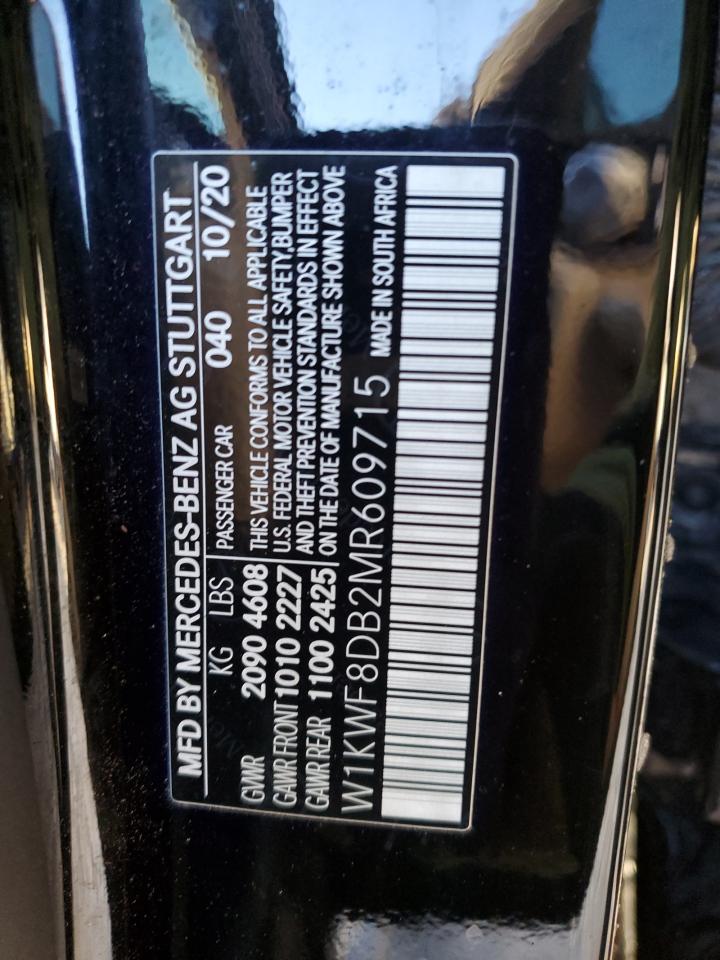 MFD BY MERCEDES-BENZ AG STUTTGART
KG LBS PASSENGER CAR 040 10/20
GWR 2090 4608 THIS VEHICLE CONFORMS TO ALL APPLICABLE
GAWR FRONT 1010 2227 U.S. FEDERAL MOTOR VEHICLE SAFETY, BUMPER
GAWR REAR 1100 2425 AND THEFT PREVENTION STANDARDS IN EFFECT
ON THE DATE OF MANUFACTURE SHOWN ABOVE
W1KWF8DB2MR609715 MADE IN SOUTH AFRICA